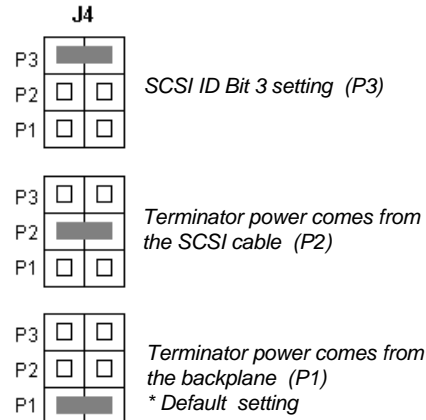 J4
P3
P2
P1
SCSI ID Bit 3 setting (P3)
P3
P2
P1
Terminator power comes from
the SCSI cable (P2)
P3
P2
P1
Terminator power comes from
the backplane (P1)
* Default setting